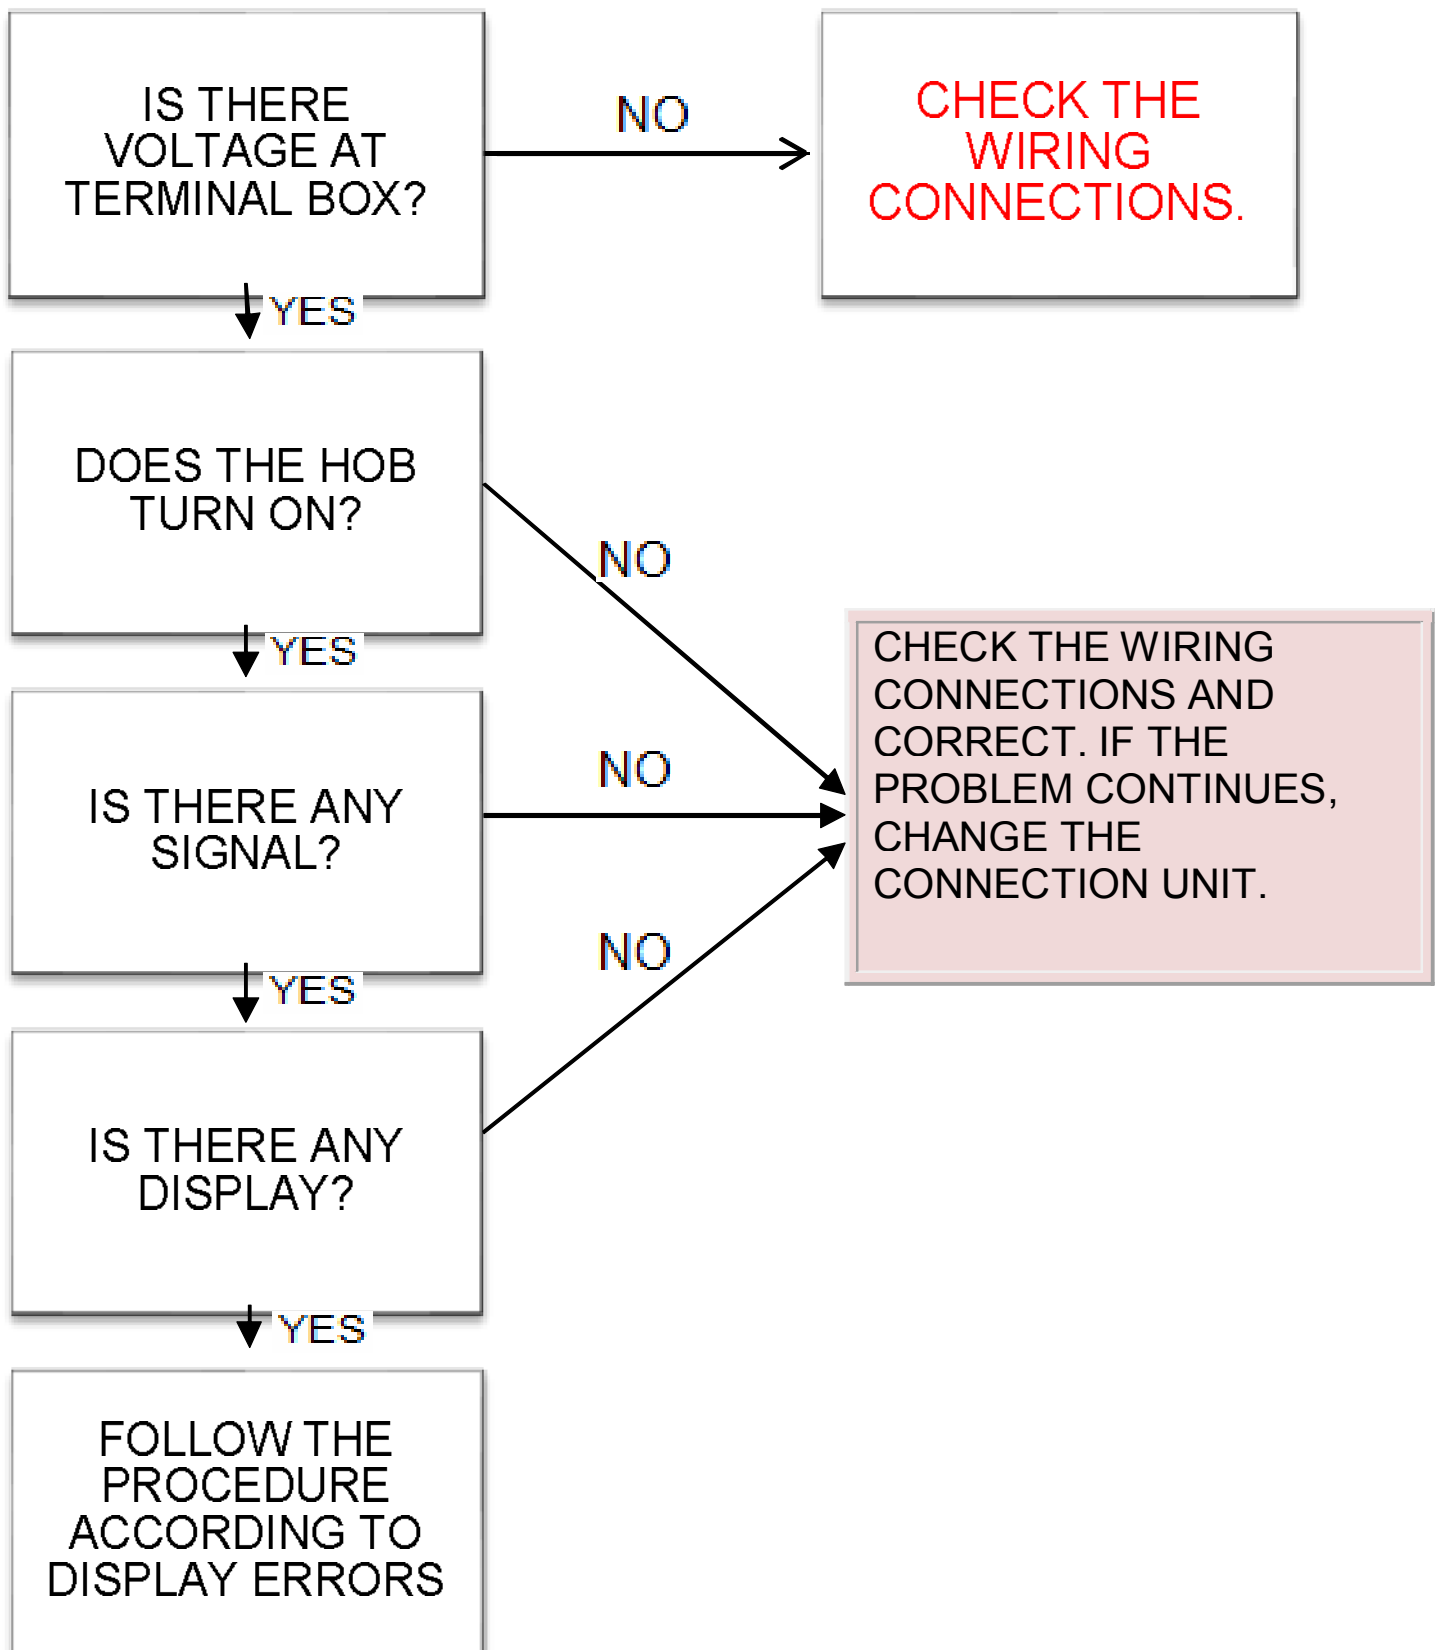 IS THERE
VOLTAGE AT
TERMINAL BOX?
NO
CHECK THE
WIRING
CONNECTIONS.
YES
DOES THE HOB
TURN ON?
NO
YES
CHECK THE WIRING
CONNECTIONS AND
CORRECT. IF THE
PROBLEM CONTINUES,
CHANGE THE
CONNECTION UNIT.
IS THERE ANY
SIGNAL?
NO
YES
NO
IS THERE ANY
DISPLAY?
YES
FOLLOW THE
PROCEDURE
ACCORDING TO
DISPLAY ERRORS